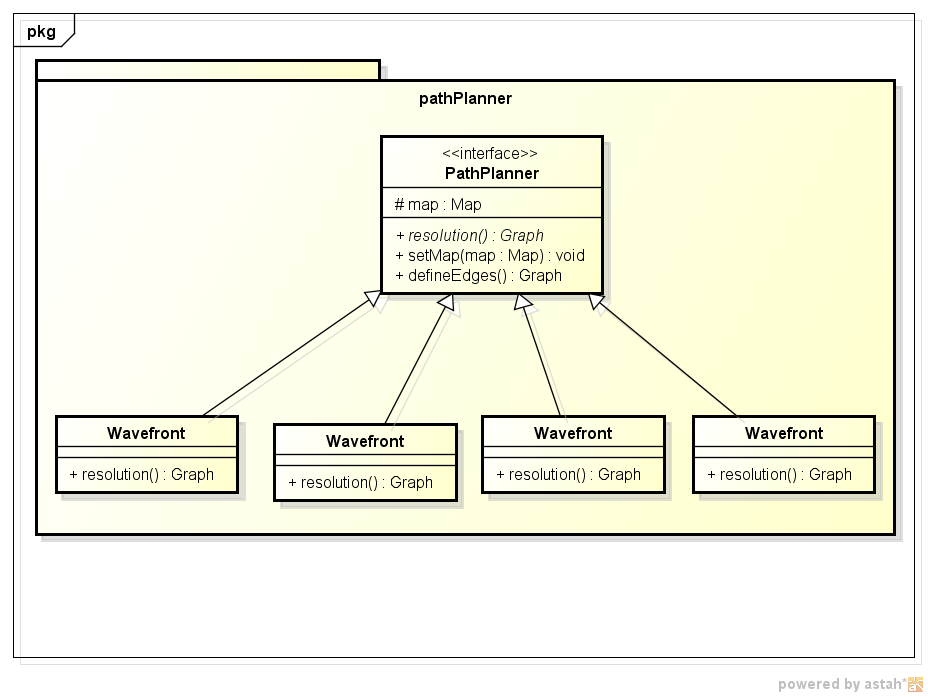 pkg
pathPlanner
<<interface>>
PathPlanner
# map : Map
+ resolution() : Graph
+ setMap(map : Map) : void
+ defineEdges() : Graph
Wavefront
+ resolution() : Graph
Wavefront
+ resolution() : Graph
Wavefront
+ resolution() : Graph
Wavefront
+ resolution() : Graph
powered by astah*